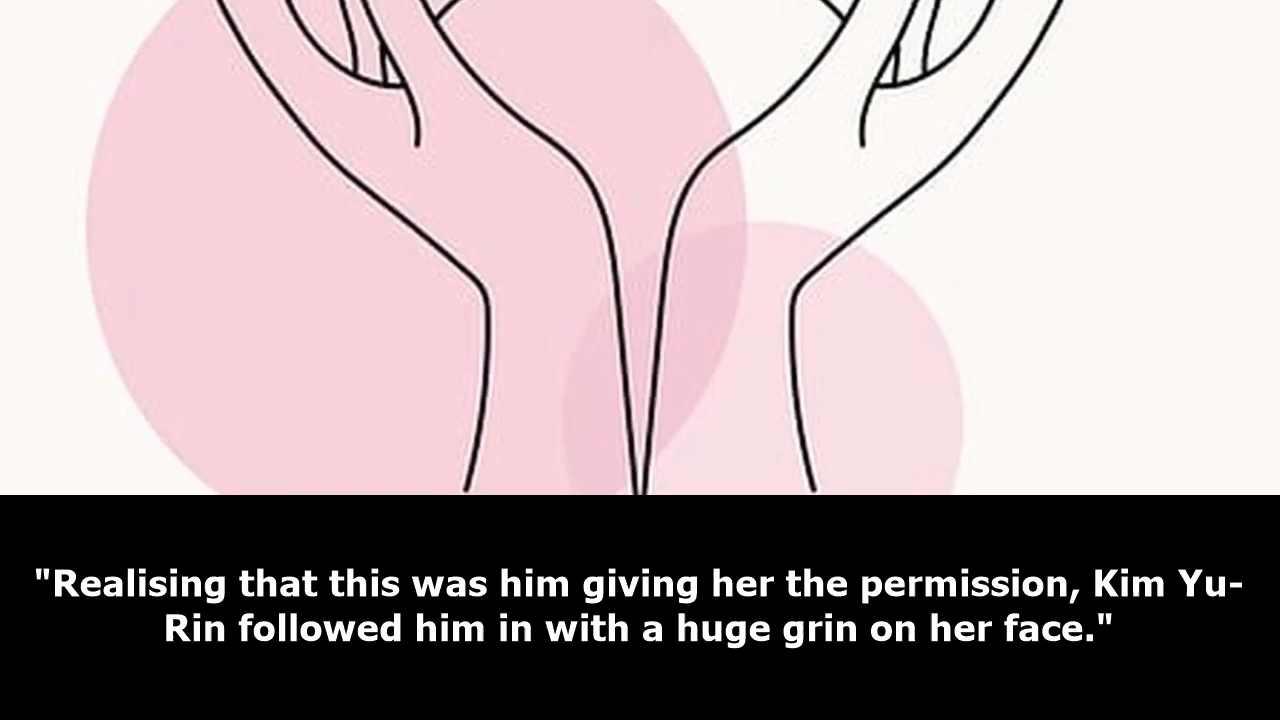 "Realising that this was him giving her the permission, Kim Yu-
Rin followed him in with a huge grin on her face."